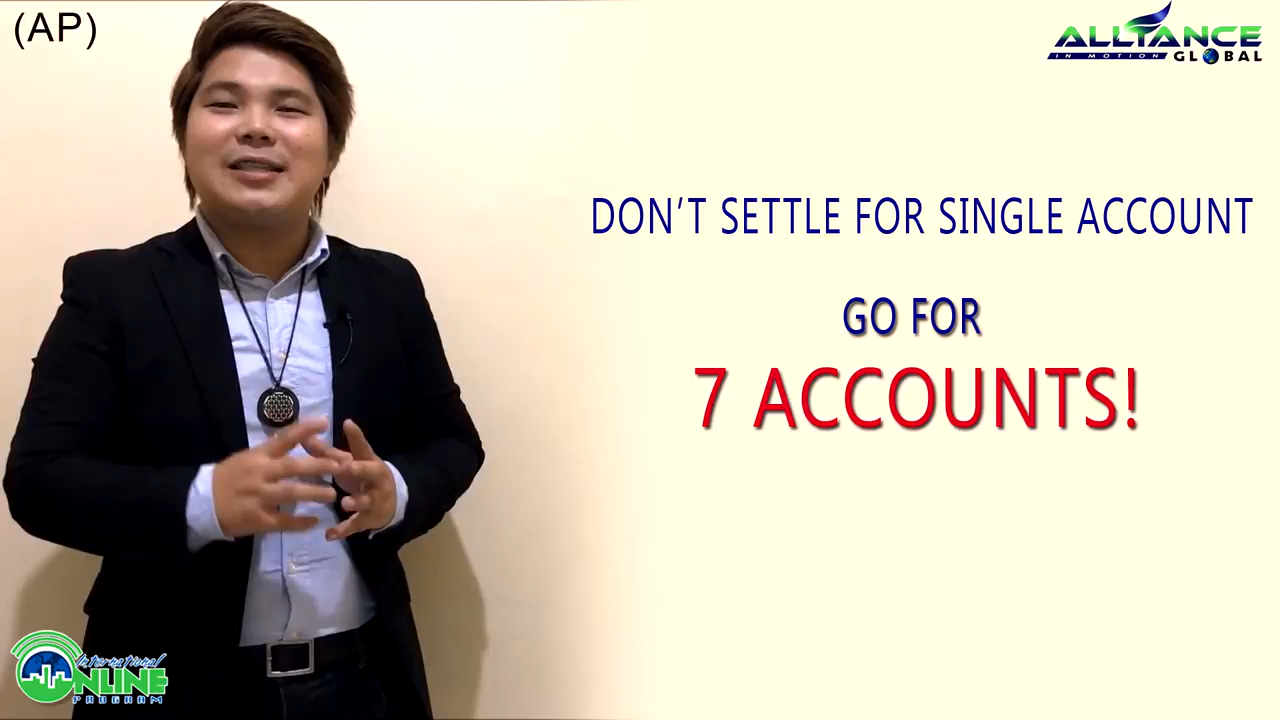 (AP)
ALLIANCE
IN MOTION GLOBAL
DON'T SETTLE FOR SINGLE ACCOUNT
GO FOR
7 ACCOUNTS!
International
ONLINE
PROGRAM